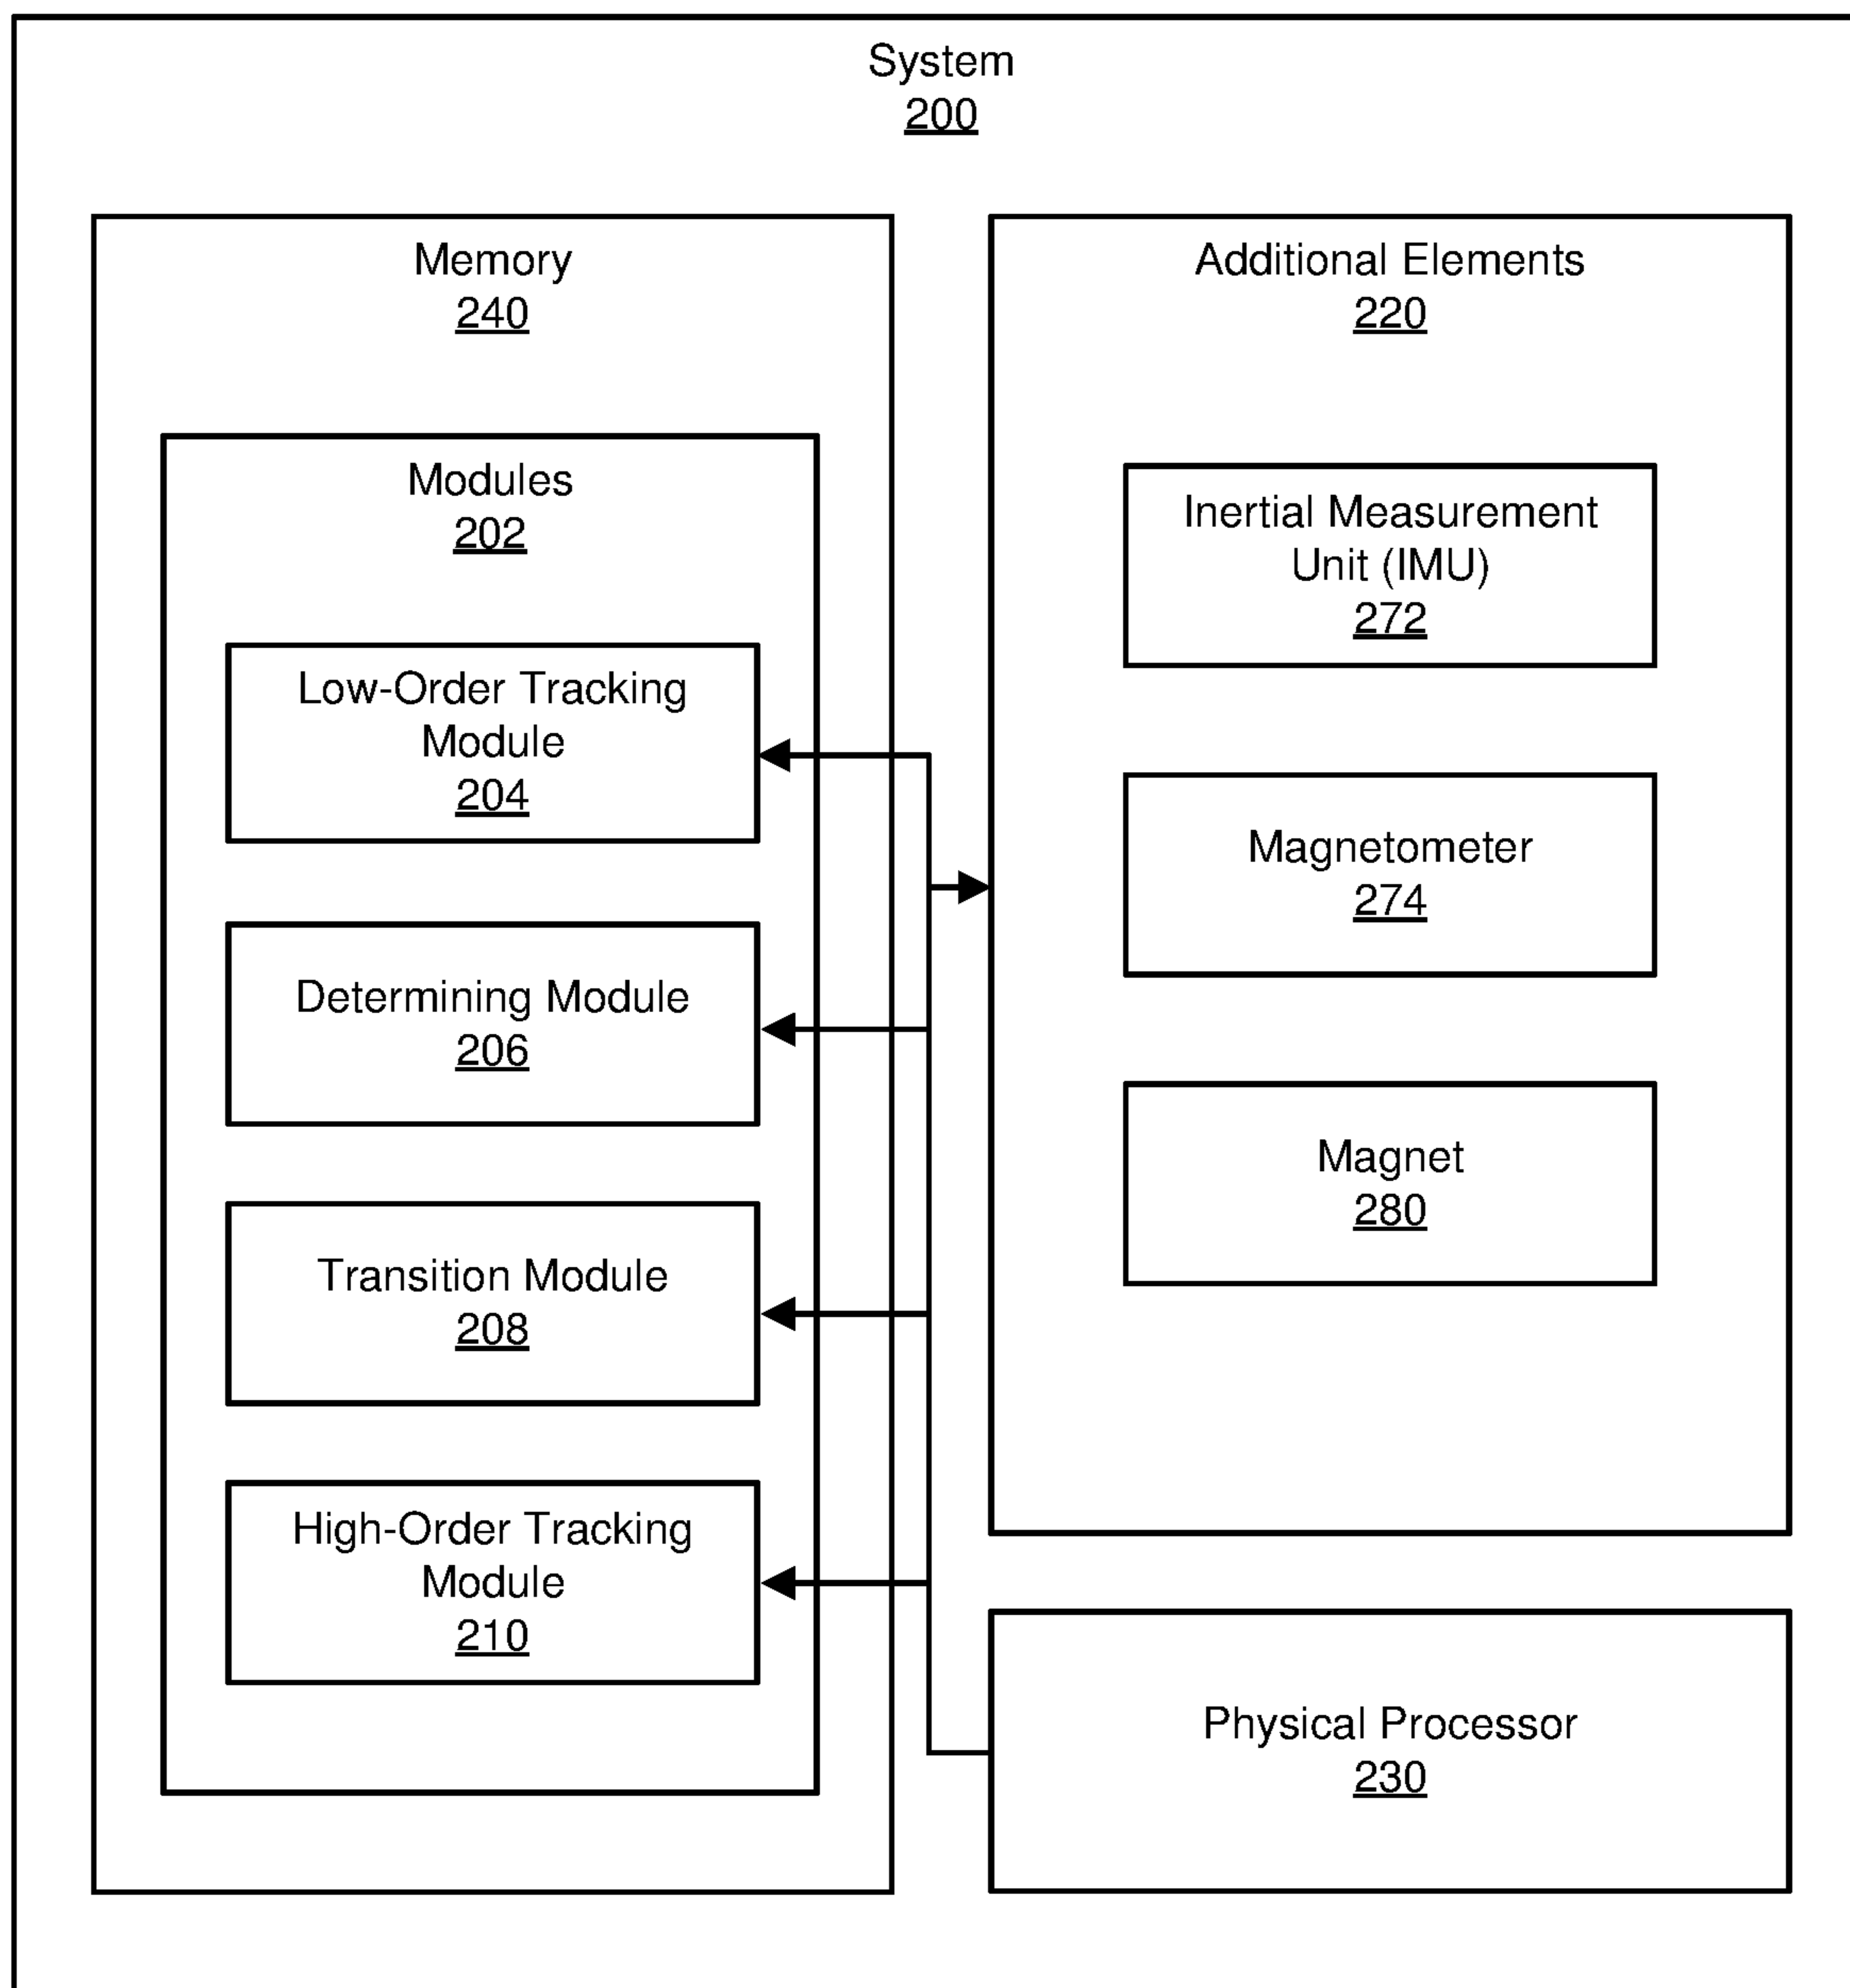 System
200
Memory
240
Modules
202
Low-Order Tracking
Module
204
Determining Module
206
Transition Module
208
High-Order Tracking
Module
210
Additional Elements
220
Inertial Measurement
Unit (IMU)
272
Magnetometer
274
Magnet
280
Physical Processor
230